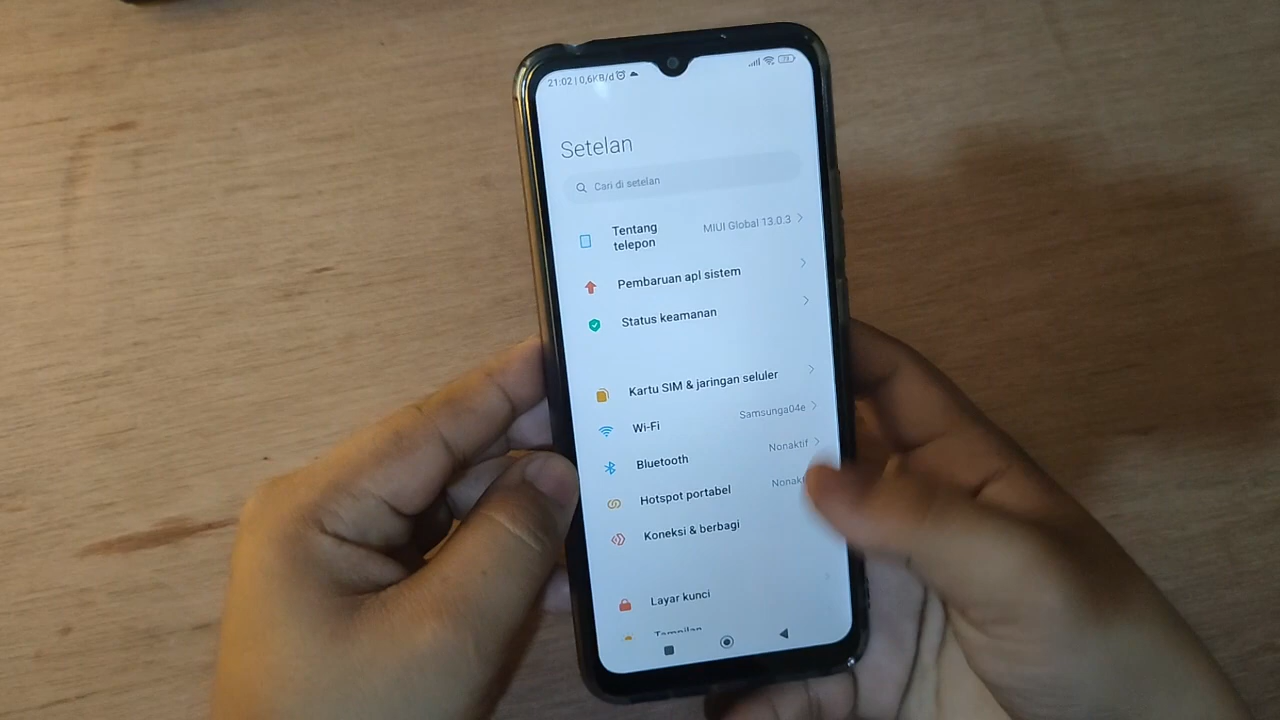 21:02 | 0,6KB/d
73
Setelan
Cari di setelan
Tentang
telepon
MIUI Global 13.0.3
Pembaruan apl sistem
Status keamanan
Kartu SIM & jaringan seluler
Wi-Fi Samsunga04e
Bluetooth Nonaktif
Hotspot portabel
Koneksi & berbagi
Layar kunci